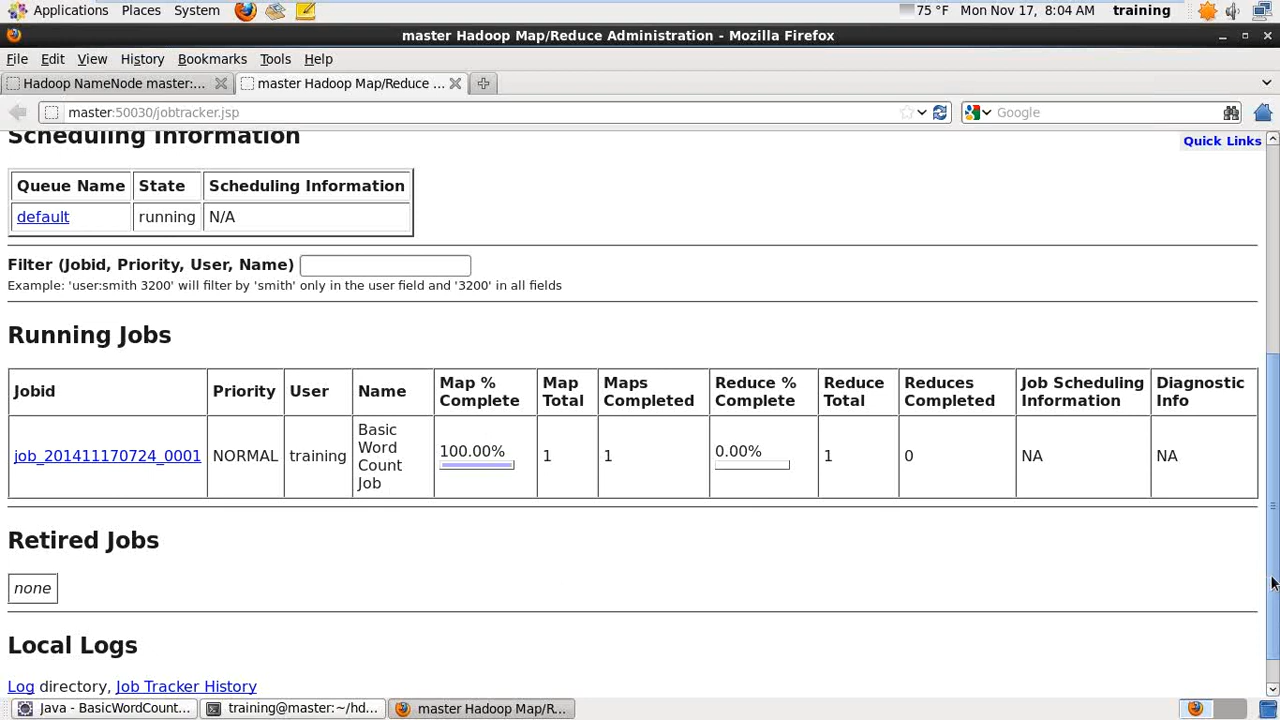 Applications Places System 75 °F Mon Nov 17, 8:04 AM training
master Hadoop Map/Reduce Administration - Mozilla Firefox
File Edit View History Bookmarks Tools Help
Hadoop NameNode master:... master Hadoop Map/Reduce ...
master:50030/jobtracker.jsp Google
Scheduling Information
Quick Links
Queue Name State Scheduling Information
default running N/A
Filter (Jobid, Priority, User, Name)
Example: 'user:smith 3200' will filter by 'smith' only in the user field and '3200' in all fields
Running Jobs
Jobid Priority User Name Map % Complete Map Total Maps Completed Reduce % Complete Reduce Total Reduces Completed Job Scheduling Information Diagnostic Info
job_201411170724_0001 NORMAL training Basic Word Count Job 100.00% 1 1 0.00% 1 0 NA NA
Retired Jobs
none
Local Logs
Log directory, Job Tracker History
Java - BasicWordCount... training@master:~/hd... master Hadoop Map/R...